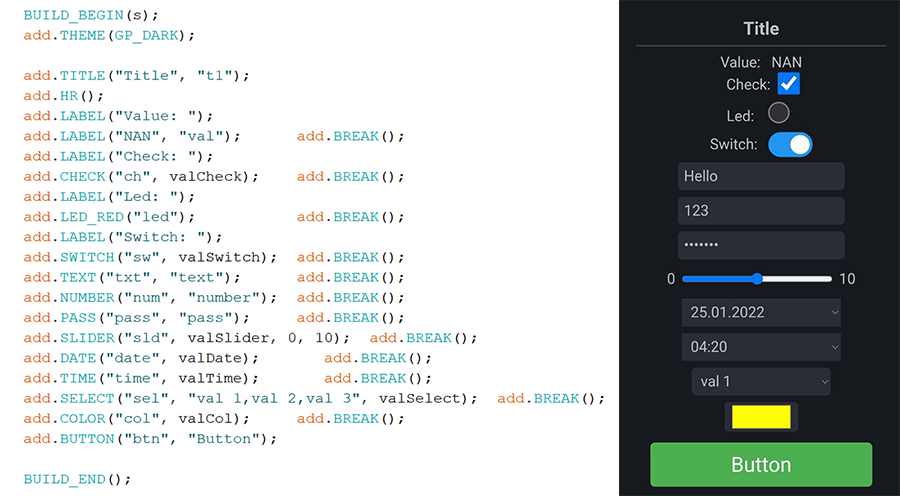 BUILD_BEGIN(s);
add.THEME(GP_DARK);
add.TITLE("Title", "t1");
add.HR();
add.LABEL("Value: ");
add.LABEL("NAN", "val"); add.BREAK();
add.LABEL("Check: ");
add.CHECK("ch", valCheck); add.BREAK();
add.LABEL("Led: ");
add.LED_RED("led"); add.BREAK();
add.LABEL("Switch: ");
add.SWITCH("sw", valSwitch); add.BREAK();
add.TEXT("txt", "text"); add.BREAK();
add.NUMBER("num", "number"); add.BREAK();
add.PASS("pass", "pass"); add.BREAK();
add.SLIDER("sld", valSlider, 0, 10); add.BREAK();
add.DATE("date", valDate); add.BREAK();
add.TIME("time", valTime); add.BREAK();
add.SELECT("sel", "val 1,val 2,val 3", valSelect); add.BREAK();
add.COLOR("col", valCol); add.BREAK();
add.BUTTON("btn", "Button");
BUILD_END();
Title
Value: NAN
Check:
Led:
Switch:
Hello
123
•••••••
0 10
25.01.2022
04:20
val 1
Button